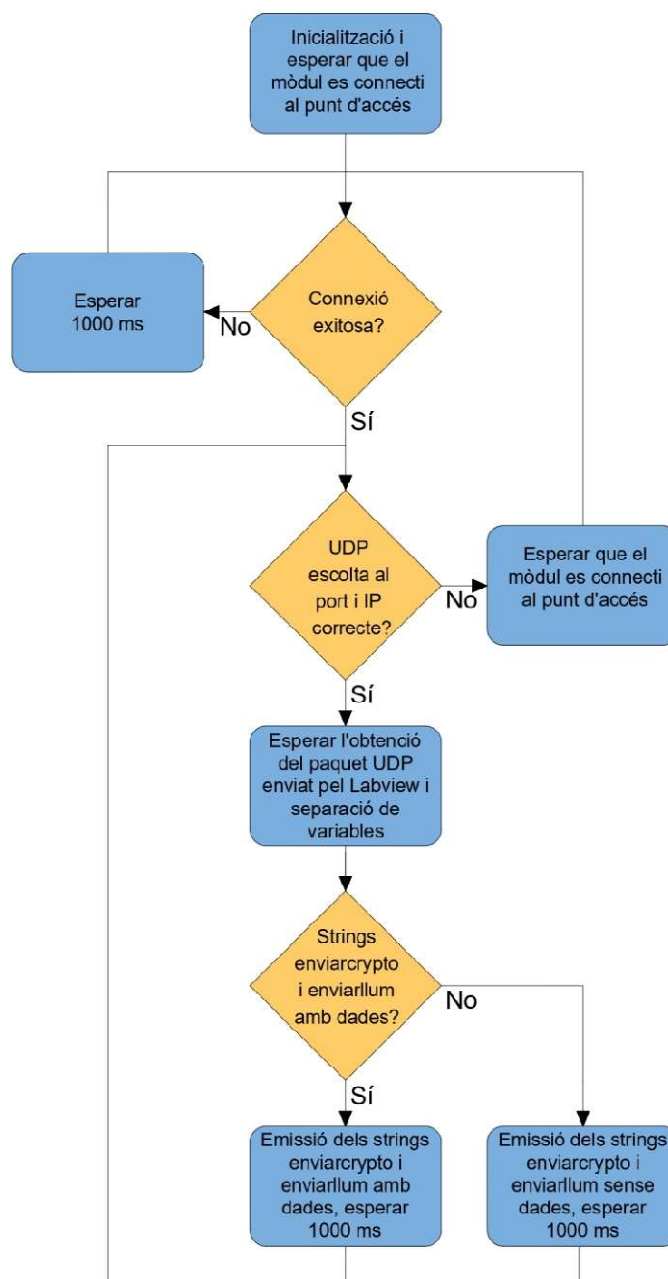 Inicialització i
esperar que el
mòdul es connecti
al punt d'accés
Esperar
1000 ms
No
Connexió
exitosa?
Sí
UDP
escolta al
port i IP
correcte?
No
Esperar que el
mòdul es connecti
al punt d'accés
Sí
Esperar l'obtenció
del paquet UDP
enviat pel Labview i
separació de
variables
Strings
enviarcrypto
i enviarllum
amb dades?
No
Sí
Emissió dels strings
enviarcrypto i
enviarllum amb
dades, esperar
1000 ms
Emissió dels strings
enviarcrypto i
enviarllum sense
dades, esperar
1000 ms